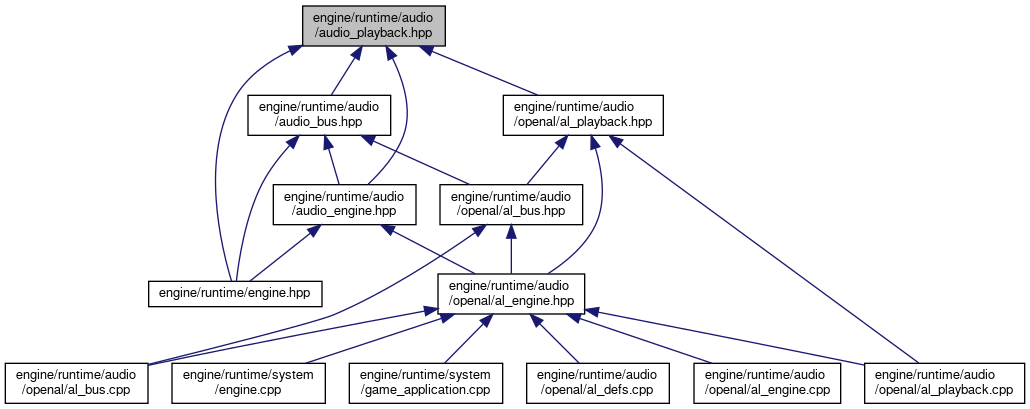 engine/runtime/audio
/audio_playback.hpp
engine/runtime/audio
/audio_bus.hpp
engine/runtime/audio
/openal/al_playback.hpp
engine/runtime/audio
/audio_engine.hpp
engine/runtime/audio
/openal/al_bus.hpp
engine/runtime/engine.hpp
engine/runtime/audio
/openal/al_engine.hpp
engine/runtime/audio
/openal/al_bus.cpp
engine/runtime/system
/engine.cpp
engine/runtime/system
/game_application.cpp
engine/runtime/audio
/openal/al_defs.cpp
engine/runtime/audio
/openal/al_engine.cpp
engine/runtime/audio
/openal/al_playback.cpp